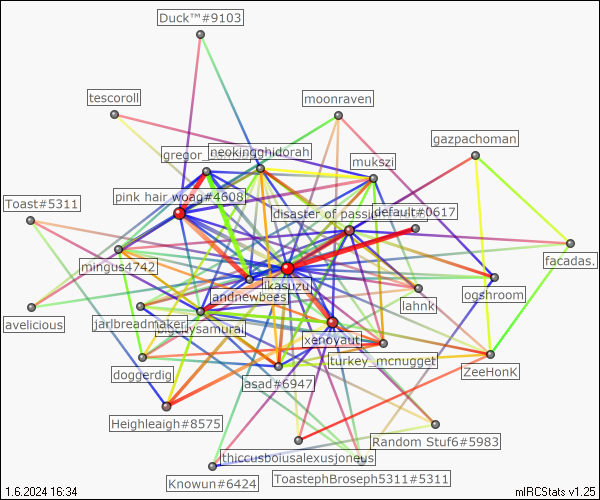 Duck™#9103
tescoroll
moonraven
gazpachoman
gregor_
neokingghidorah
mukszi
pink hair woag#4608
Toast#5311
disaster of passion
default#0617
mingus4742
facadas.
ikasuzu
andnewbees
lahnk
ogshroom
avelicious
jarlbreadmaker
bigerlysamurai
xenoyaut
turkey_mcnugget
doggerdig
asad#6947
ZeeHonK
Heighleaigh#8575
Random Stuf6#5983
thiccusboiusalexusjoneus
Knowun#6424
ToastephBroseph5311#5311
1.6.2024 16:34
mIRCStats v1.25